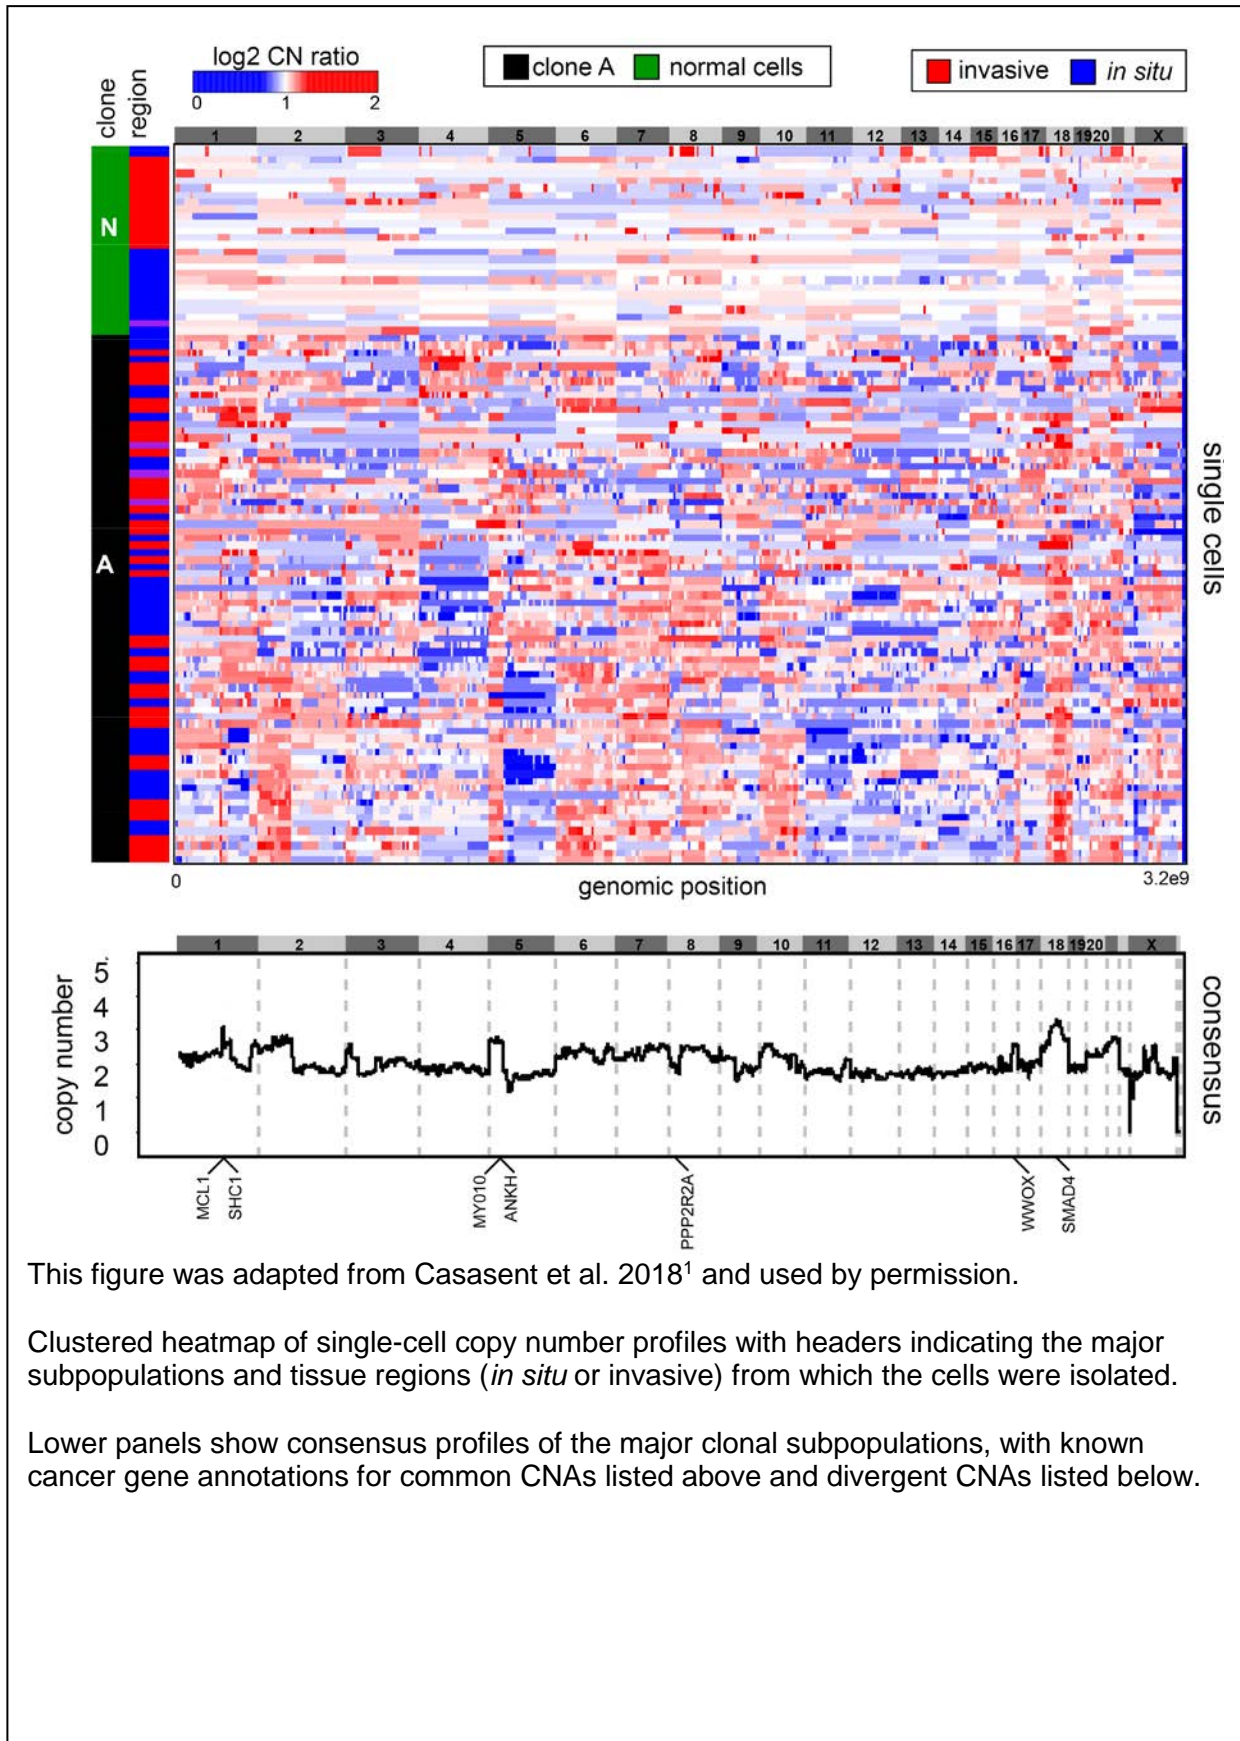 log2 CN ratio
0 1 2
clone A normal cells
invasive in situ
clone
region
1 2 3 4 5 6 7 8 9 10 11 12 13 14 15 16 17 18 19 20 X
N
A
single cells
0
genomic position
3.2e9
1 2 3 4 5 6 7 8 9 10 11 12 13 14 15 16 17 18 19 20 X
copy number
5.
4
3
2
1
0
consensus
MCL1
SHC1
MY010
ANKH
PPP2R2A
WWOX
SMAD4
This figure was adapted from Casasent et al. 2018¹ and used by permission.
Clustered heatmap of single-cell copy number profiles with headers indicating the major
subpopulations and tissue regions (in situ or invasive) from which the cells were isolated.
Lower panels show consensus profiles of the major clonal subpopulations, with known
cancer gene annotations for common CNAs listed above and divergent CNAs listed below.